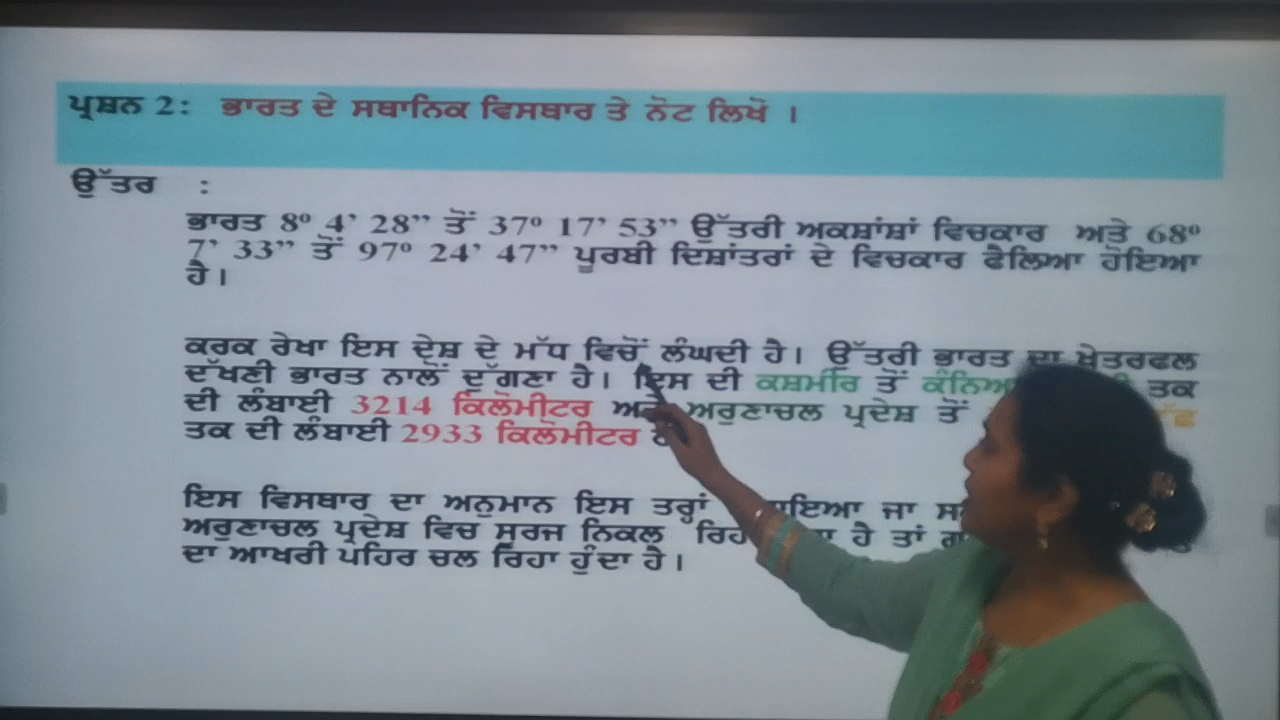 ਪ੍ਰਸ਼ਨ 2: ਭਾਰਤ ਦੇ ਸਥਾਨਿਕ ਵਿਸਥਾਰ ਤੇ ਨੋਟ ਲਿਖੋ ।
ਉੱਤਰ :
ਭਾਰਤ 8° 4’ 28” ਤੋਂ 37° 17’ 53” ਉੱਤਰੀ ਅਕਸ਼ਾਂਸ਼ਾਂ ਵਿਚਕਾਰ ਅਤੇ 68°
7’ 33” ਤੋਂ 97° 24’ 47” ਪੂਰਬੀ ਦਿਸ਼ਾਂਤਰਾਂ ਦੇ ਵਿਚਕਾਰ ਫੈਲਿਆ ਹੋਇਆ
ਹੈ।
ਕਰਕ ਰੇਖਾ ਇਸ ਦੇਸ਼ ਦੇ ਮੱਧ ਵਿਚੋਂ ਲੰਘਦੀ ਹੈ। ਉੱਤਰੀ ਭਾਰਤ ਦਾ ਖ਼ੇਤਰਫਲ
ਦੱਖਣੀ ਭਾਰਤ ਨਾਲੋਂ ਦੁੱਗਣਾ ਹੈ। ਇਸ ਦੀ ਕਸ਼ਮੀਰ ਤੋਂ ਤਕ
ਦੀ ਲੰਬਾਈ 3214 ਕਿਲੋਮੀਟਰ ਅਤੇ ਅਰੁਣਾਚਲ ਪ੍ਰਦੇਸ਼ ਤੋਂ
ਤਕ ਦੀ ਲੰਬਾਈ 2933 ਕਿਲੋਮੀਟਰ
ਇਸ ਵਿਸਥਾਰ ਦਾ ਅਨੁਮਾਨ ਇਸ ਤਰ੍ਹਾਂ ਜਾ
ਅਰੁਣਾਚਲ ਪ੍ਰਦੇਸ਼ ਵਿਚ ਸੂਰਜ ਨਿਕਲ ਹੈ ਤਾਂ
ਦਾ ਆਖਰੀ ਪਹਿਰ ਚਲ ਰਿਹਾ ਹੁੰਦਾ ਹੈ।